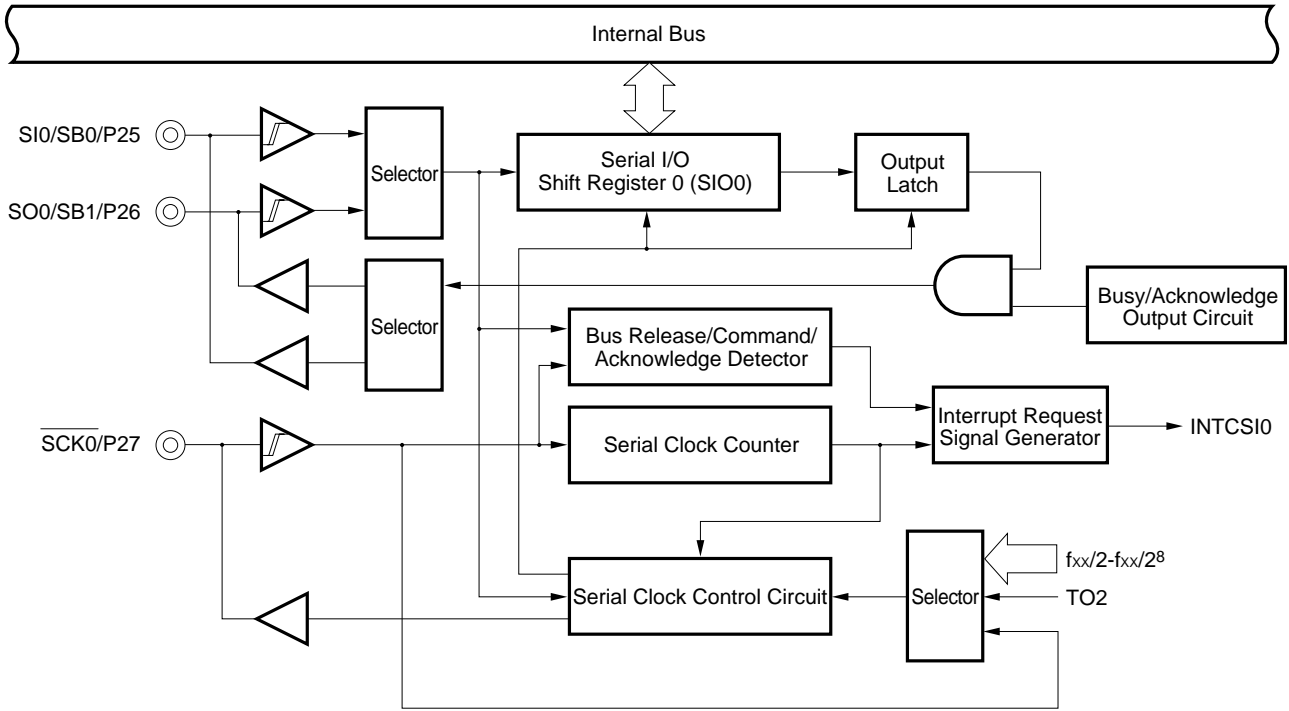 Internal Bus
SI0/SB0/P25
SO0/SB1/P26
Selector
Serial I/O
Shift Register 0 (SIO0)
Output
Latch
Selector
Busy/Acknowledge
Output Circuit
Bus Release/Command/
Acknowledge Detector
SCK0/P27
Serial Clock Counter
Interrupt Request
Signal Generator
INTCSI0
Serial Clock Control Circuit
Selector
fxx/2-fxx/2⁸
TO2